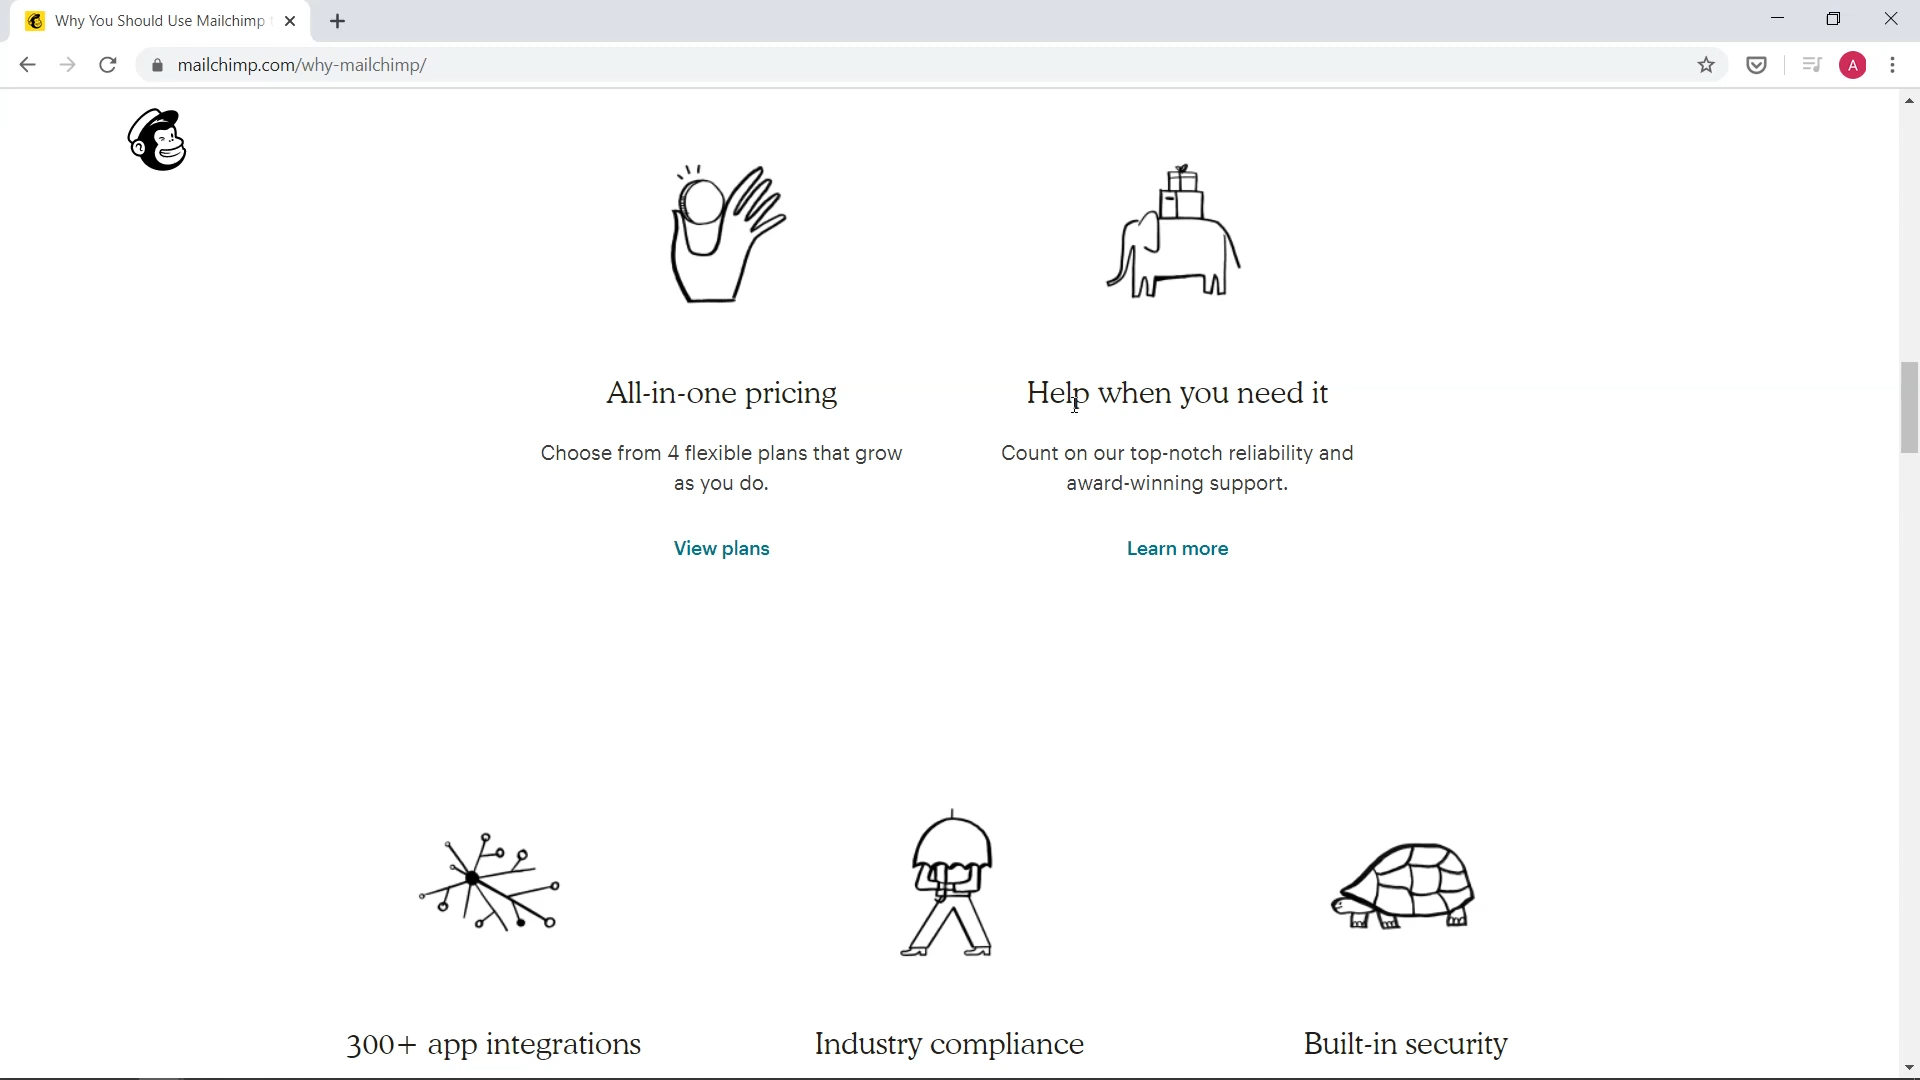 Why You Should Use Mailchimp
mailchimp.com/why-mailchimp/
A
All-in-one pricing
Help when you need it
Choose from 4 flexible plans that grow
as you do.
Count on our top-notch reliability and
award-winning support.
View plans
Learn more
300+ app integrations
Industry compliance
Built-in security